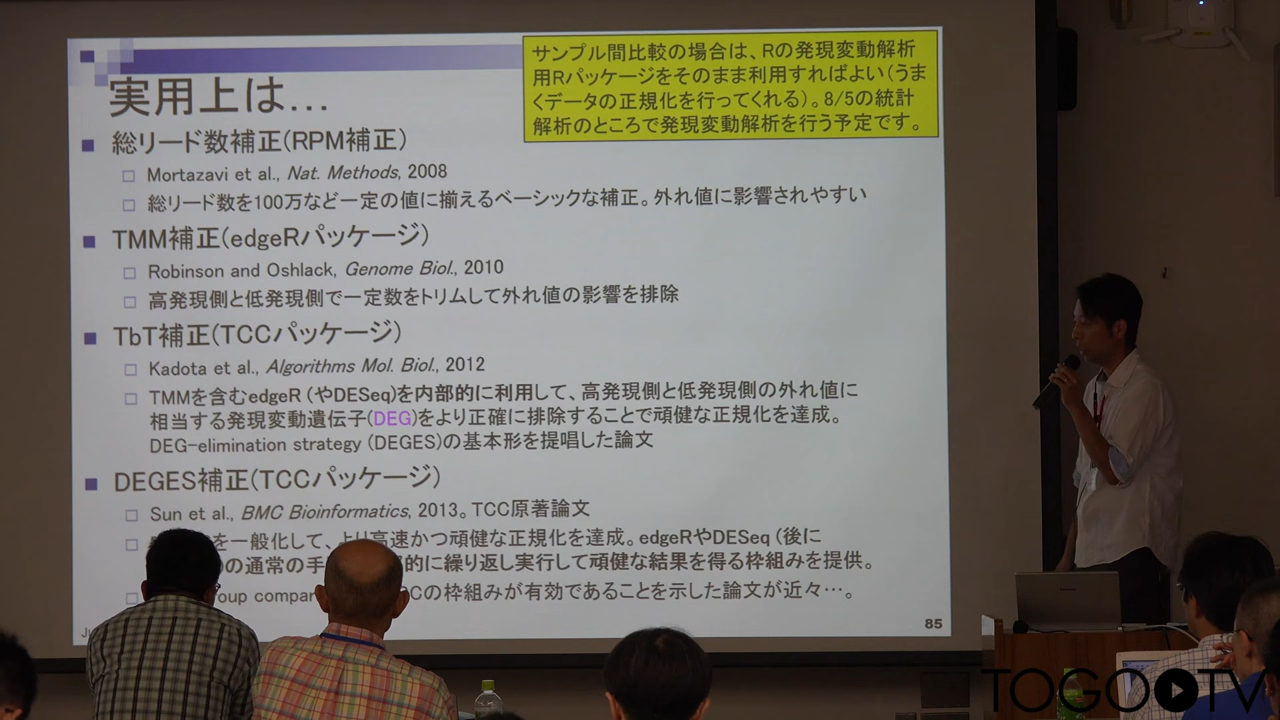 サンプル間比較の場合は、Rの発現変動解析
用Rパッケージをそのまま利用すればよい(うま
くデータの正規化を行ってくれる)。8/5の統計
解析のところで発現変動解析を行う予定です。
実用上は…
総リード数補正(RPM補正)
Mortazavi et al., Nat. Methods, 2008
総リード数を100万など一定の値に揃えるベーシックな補正。外れ値に影響されやすい
TMM補正(edgeRパッケージ)
Robinson and Oshlack, Genome Biol., 2010
高発現側と低発現側で一定数をトリムして外れ値の影響を排除
TbT補正(TCCパッケージ)
Kadota et al., Algorithms Mol. Biol., 2012
TMMを含むedgeR (やDESeq)を内部的に利用して、高発現側と低発現側の外れ値に
相当する発現変動遺伝子(DEG)をより正確に排除することで頑健な正規化を達成。
DEG-elimination strategy (DEGES)の基本形を提唱した論文
DEGES補正(TCCパッケージ)
Sun et al., BMC Bioinformatics, 2013。TCC原著論文
を一般化して、より高速かつ頑健な正規化を達成。edgeRやDESeq (後に
の通常の手 的に繰り返し実行して頑健な結果を得る枠組みを提供。
Cの枠組みが有効であることを示した論文が近々…。
85
TOGO TV